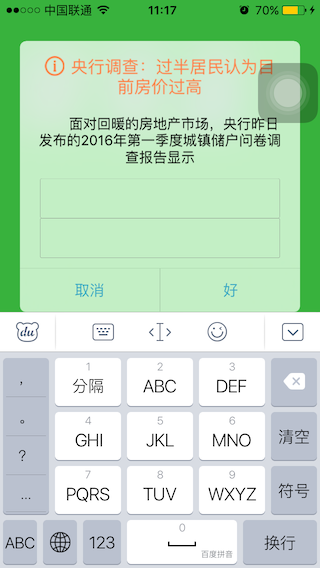 中国联通 11:17 70%
央行调查：过半居民认为目
前房价过高
面对回暖的房地产市场，央行昨日
发布的2016年第一季度城镇储户问卷调
查报告显示
取消 好
du
， 1 分隔 2 ABC 3 DEF
。 4 GHI 5 JKL 6 MNO 清空
？ 7 PQRS 8 TUV 9 WXYZ 符号
…
ABC 123 0 百度拼音 换行